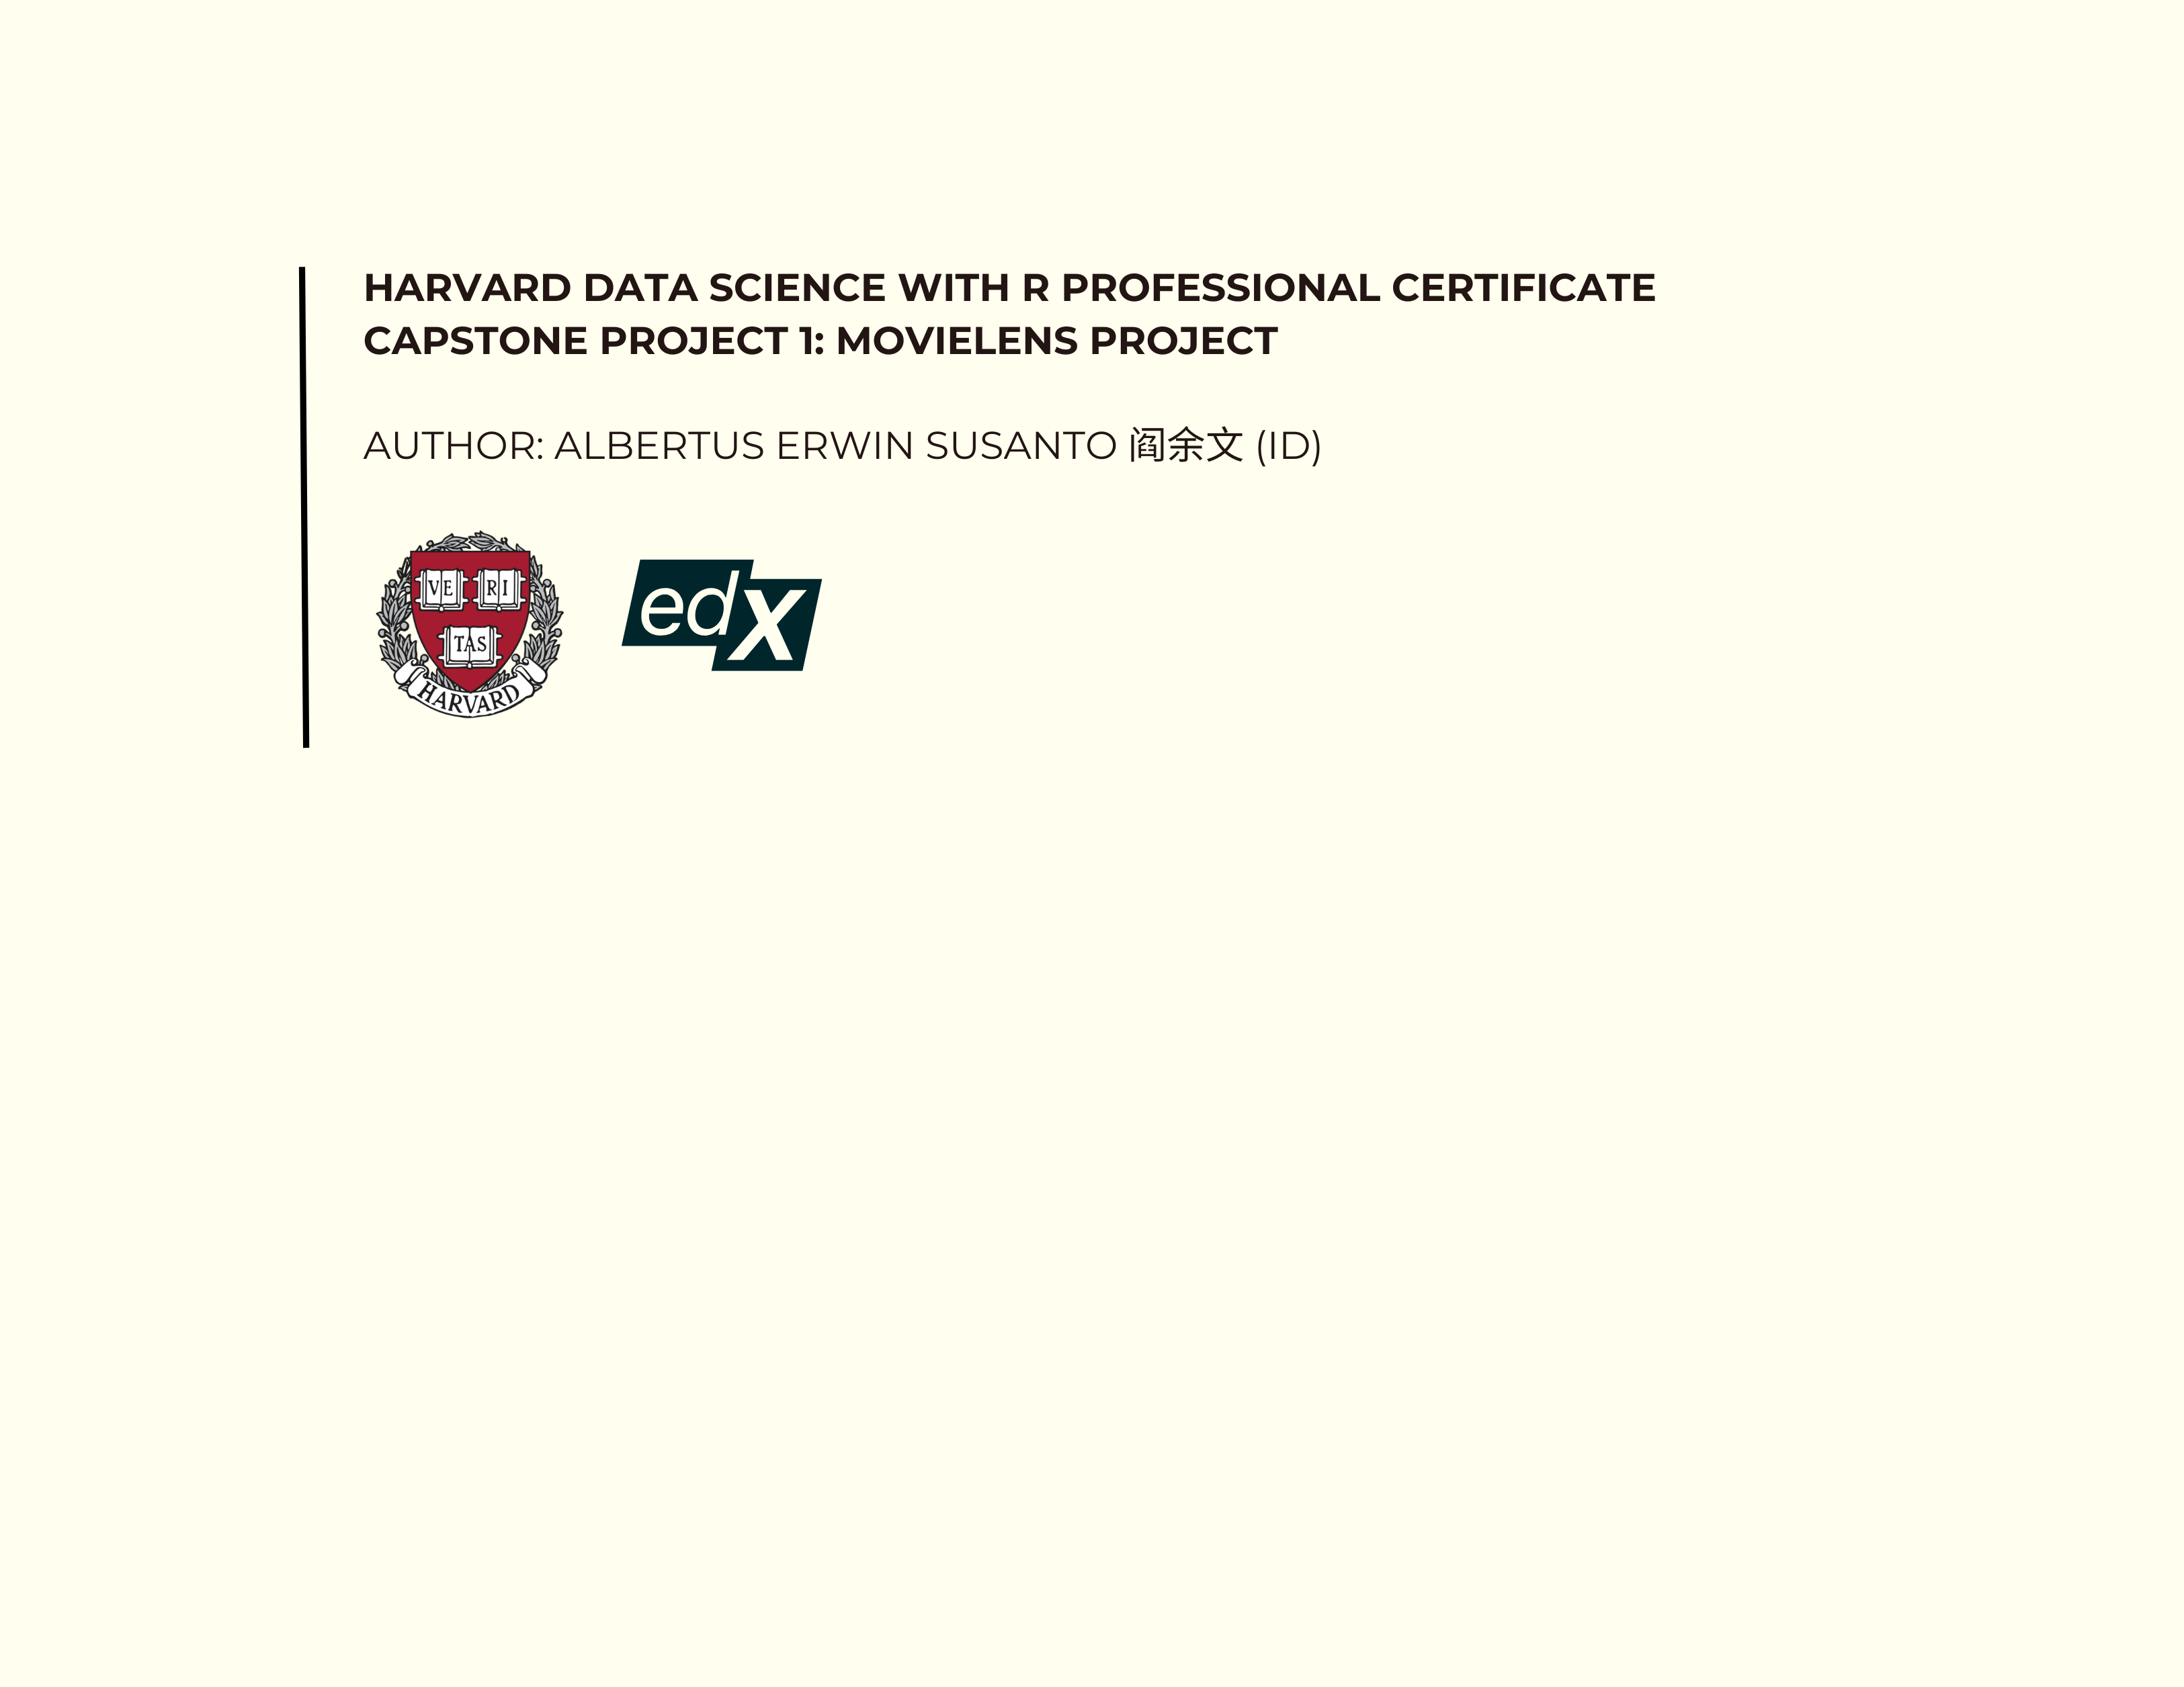 HARVARD DATA SCIENCE WITH R PROFESSIONAL CERTIFICATE
CAPSTONE PROJECT 1: MOVIELENS PROJECT
AUTHOR: ALBERTUS ERWIN SUSANTO 阎余文 (ID)
VE RI
TAS
HARVARD
edX